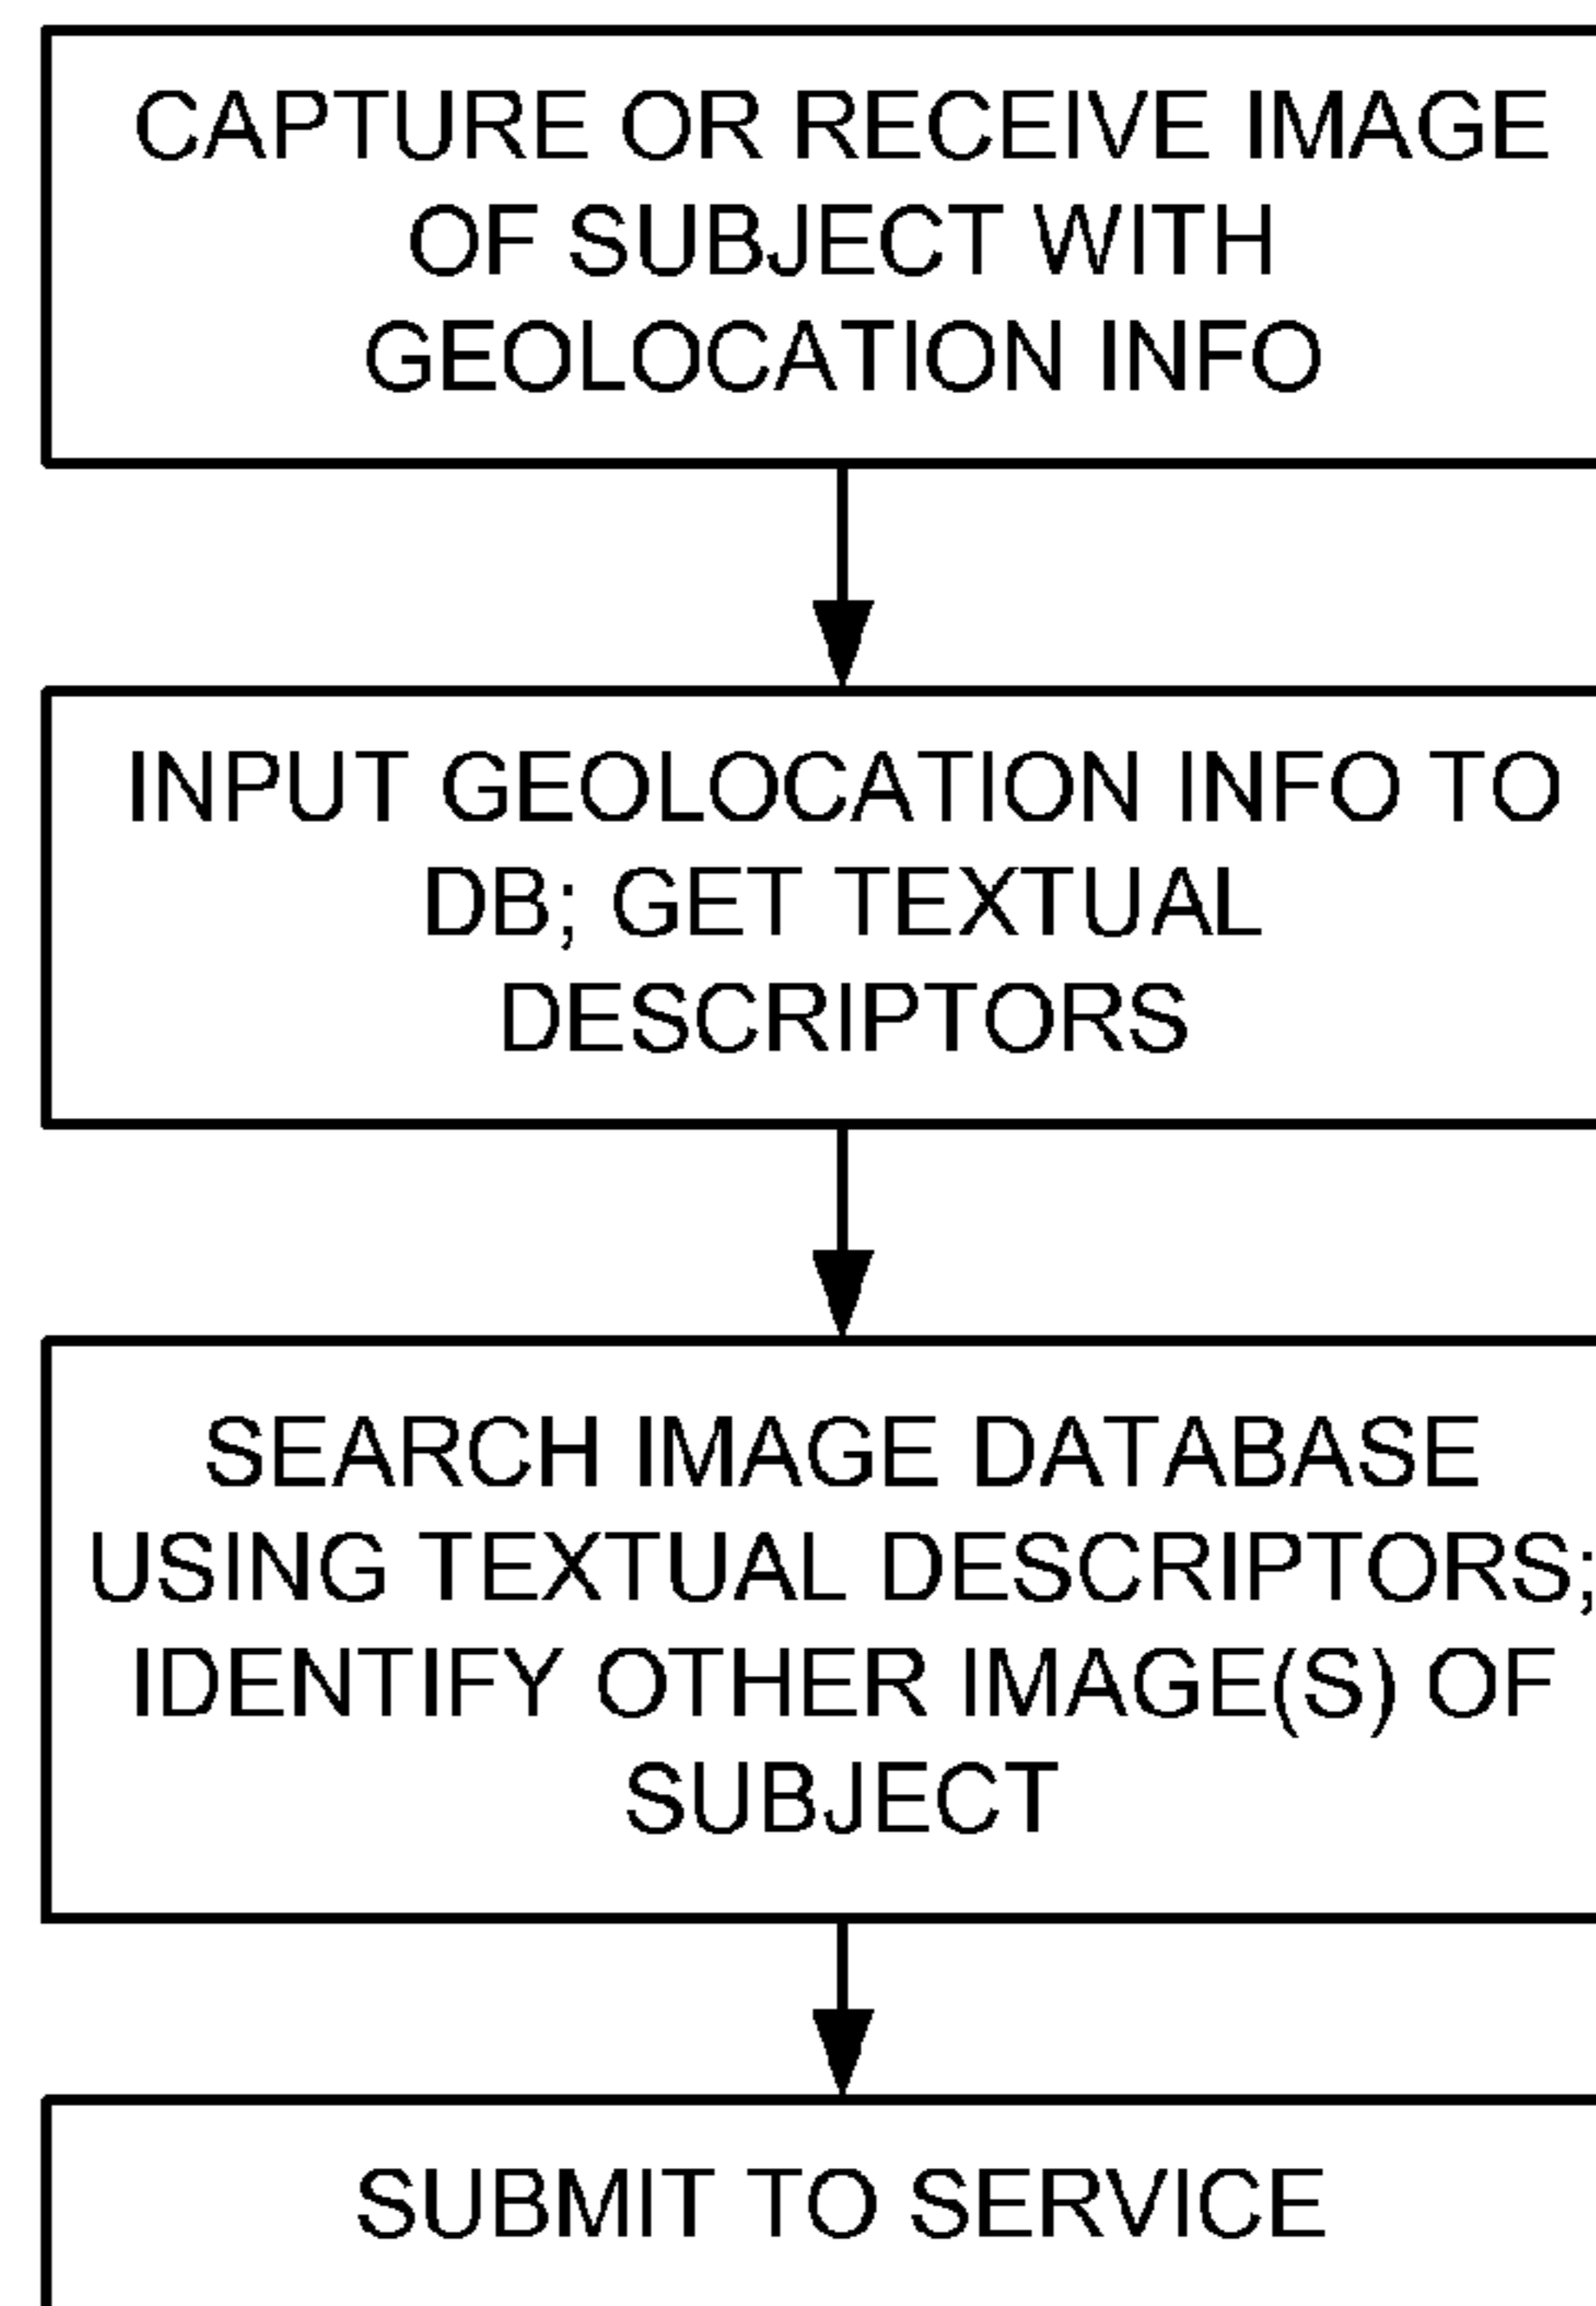 CAPTURE OR RECEIVE IMAGE
OF SUBJECT WITH
GEOLOCATION INFO
INPUT GEOLOCATION INFO TO
DB; GET TEXTUAL
DESCRIPTORS
SEARCH IMAGE DATABASE
USING TEXTUAL DESCRIPTORS;
IDENTIFY OTHER IMAGE(S) OF
SUBJECT
SUBMIT TO SERVICE